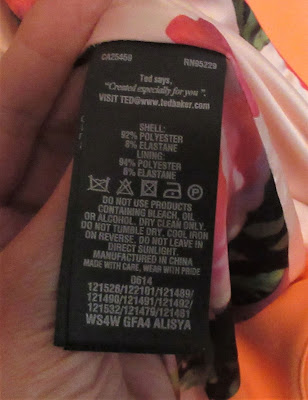 CA25469 RN95229
Ted says,
"Created especially for you".
VISIT TED@www.tedbaker.com
SHELL:
92% POLYESTER
8% ELASTANE
LINING:
94% POLYESTER
6% ELASTANE
DO NOT USE PRODUCTS
CONTAINING BLEACH, OIL
OR ALCOHOL. DRY CLEAN ONLY.
DO NOT TUMBLE DRY. COOL IRON
ON REVERSE. DO NOT LEAVE IN
DIRECT SUNLIGHT.
MANUFACTURED IN CHINA
MADE WITH CARE, WEAR WITH PRIDE
0614
121528/122101/121489/
121490/121491/121492/
121532/121479/121481
WS4W GFA4 ALISYA